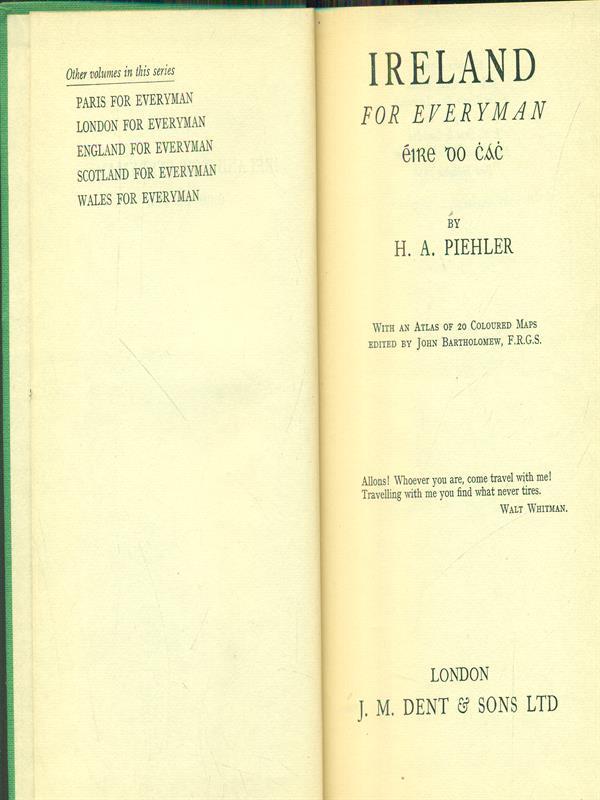 Other volumes in this series
PARIS FOR EVERYMAN
LONDON FOR EVERYMAN
ENGLAND FOR EVERYMAN
SCOTLAND FOR EVERYMAN
WALES FOR EVERYMAN
IRELAND
FOR EVERYMAN
éire do ċáċ
BY
H. A. PIEHLER
WITH AN ATLAS OF 20 COLOURED MAPS
EDITED BY JOHN BARTHOLOMEW, F.R.G.S.
Allons! Whoever you are, come travel with me!
Travelling with me you find what never tires.
WALT WHITMAN.
LONDON
J. M. DENT & SONS LTD